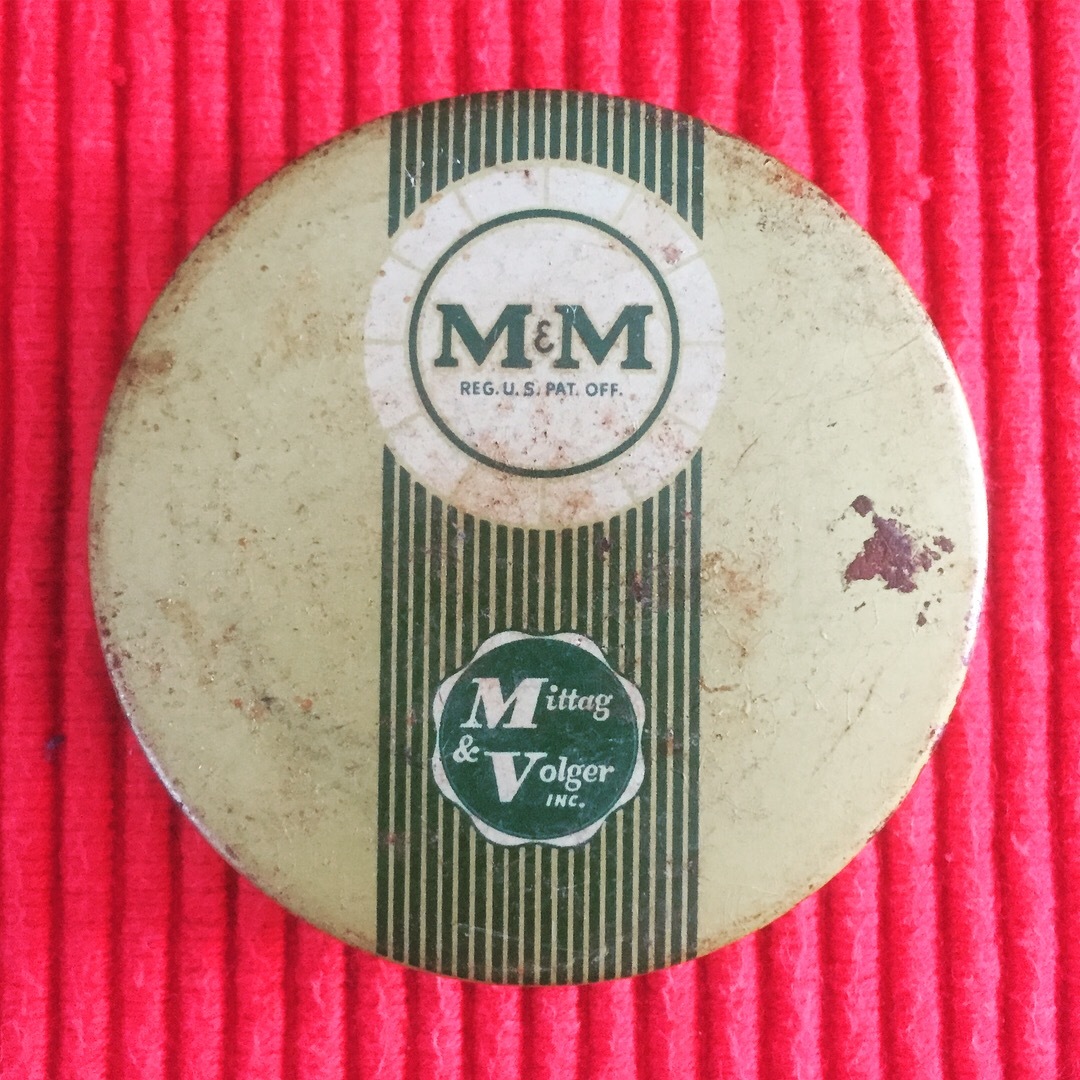 M&M
REG. U. S. PAT. OFF.
Mittag
& Volger
INC.